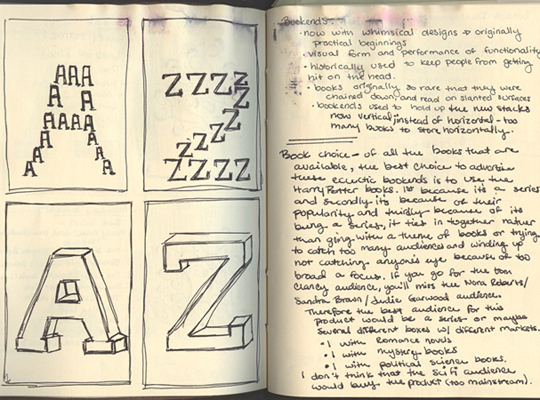 AAA
A A
AAAA
A A
A A
A A
ZZZZ
Z
Z
Z
Z
Z
ZZZZ
A
Z
Bookends:
· now with whimsical designs → originally
practical beginnings
· visual form and performance of functionality
· historically used to keep people from getting
hit on the head.
· books originally so rare that they were
chained down and read on slanted surfaces
· bookends used to hold up the new stacks
now vertical, instead of horizontal - too
many books to store horizontally.
Book choice - of all the books that are
available, the best choice to advertise
these eclectic bookends is to use the
Harry Potter books. 1st because its a series
and secondly its because of their
popularity and thirdly because of its
being a series, it ties in together rather
than going with a theme of books or trying
to catch too many audiences and winding up
not catching anyone's eye because of too
broad a focus. if you go for the Tom
Clancy audience, you'll miss the Nora Roberts/
Sandra Brown / Julie Garwood audience.
Therefore the best audience for this
product would be a series or maybe
several different boxes w/ different markets.
· 1 with romance novels
· 1 with mystery books
· 1 with political science books.
I don't think that the sci fi audience
would buy the product (too mainstream).